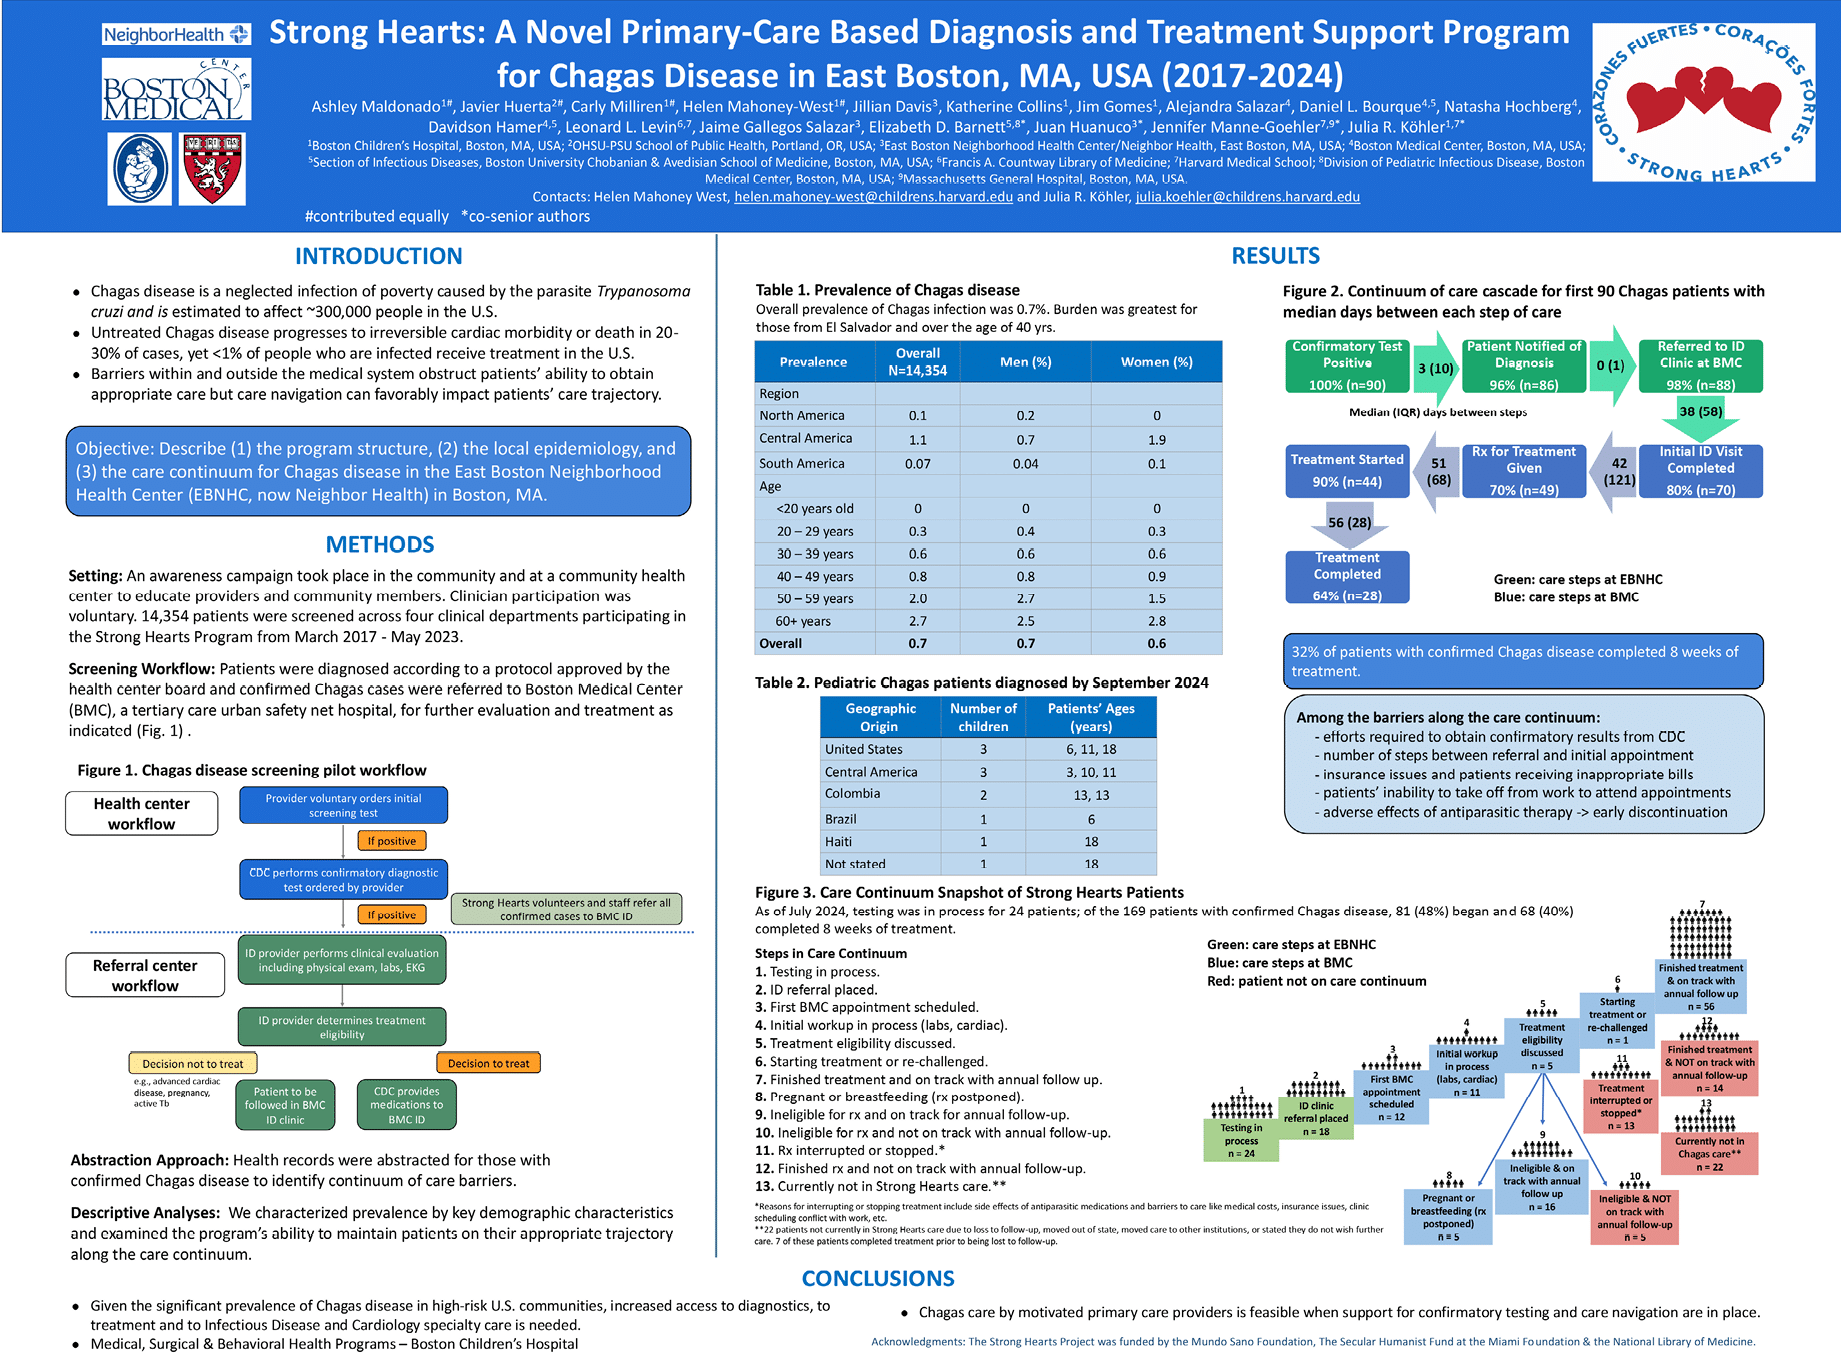 NeighborHealth
BOSTON
MEDICAL
CENTER
VE RI TAS
Strong Hearts: A Novel Primary-Care Based Diagnosis and Treatment Support Program
for Chagas Disease in East Boston, MA, USA (2017-2024)
Ashley Maldonado1#, Javier Huerta2#, Carly Milliren1#, Helen Mahoney-West1#, Jillian Davis3, Katherine Collins1, Jim Gomes1, Alejandra Salazar4, Daniel L. Bourque4,5, Natasha Hochberg4,
Davidson Hamer4,5, Leonard L. Levin6,7, Jaime Gallegos Salazar3, Elizabeth D. Barnett5,8*, Juan Huanuco3*, Jennifer Manne-Goehler7,9*, Julia R. Köhler1,7*
1Boston Children's Hospital, Boston, MA, USA; 2OHSU-PSU School of Public Health, Portland, OR, USA; 3East Boston Neighborhood Health Center/Neighbor Health, East Boston, MA, USA; 4Boston Medical Center, Boston, MA, USA;
5Section of Infectious Diseases, Boston University Chobanian & Avedisian School of Medicine, Boston, MA, USA; 6Francis A. Countway Library of Medicine; 7Harvard Medical School; 8Division of Pediatric Infectious Disease, Boston
Medical Center, Boston, MA, USA; 9Massachusetts General Hospital, Boston, MA, USA.
Contacts: Helen Mahoney West, helen.mahoney-west@childrens.harvard.edu and Julia R. Köhler, julia.koehler@childrens.harvard.edu
#contributed equally *co-senior authors
CORAZONES FUERTES • CORAÇÕES FORTES • STRONG HEARTS •
INTRODUCTION
• Chagas disease is a neglected infection of poverty caused by the parasite Trypanosoma
cruzi and is estimated to affect ~300,000 people in the U.S.
• Untreated Chagas disease progresses to irreversible cardiac morbidity or death in 20-
30% of cases, yet <1% of people who are infected receive treatment in the U.S.
• Barriers within and outside the medical system obstruct patients' ability to obtain
appropriate care but care navigation can favorably impact patients' care trajectory.
Objective: Describe (1) the program structure, (2) the local epidemiology, and
(3) the care continuum for Chagas disease in the East Boston Neighborhood
Health Center (EBNHC, now Neighbor Health) in Boston, MA.
METHODS
Setting: An awareness campaign took place in the community and at a community health
center to educate providers and community members. Clinician participation was
voluntary. 14,354 patients were screened across four clinical departments participating in
the Strong Hearts Program from March 2017 - May 2023.
Screening Workflow: Patients were diagnosed according to a protocol approved by the
health center board and confirmed Chagas cases were referred to Boston Medical Center
(BMC), a tertiary care urban safety net hospital, for further evaluation and treatment as
indicated (Fig. 1) .
Figure 1. Chagas disease screening pilot workflow
Health center
workflow
Provider voluntary orders initial
screening test
If positive
CDC performs confirmatory diagnostic
test ordered by provider
If positive
Strong Hearts volunteers and staff refer all
confirmed cases to BMC ID
Referral center
workflow
ID provider performs clinical evaluation
including physical exam, labs, EKG
ID provider determines treatment
eligibility
Decision not to treat
Decision to treat
e.g., advanced cardiac
disease, pregnancy,
active Tb
Patient to be
followed in BMC
ID clinic
CDC provides
medications to
BMC ID
Abstraction Approach: Health records were abstracted for those with
confirmed Chagas disease to identify continuum of care barriers.
Descriptive Analyses: We characterized prevalence by key demographic characteristics
and examined the program's ability to maintain patients on their appropriate trajectory
along the care continuum.
RESULTS
Table 1. Prevalence of Chagas disease
Overall prevalence of Chagas infection was 0.7%. Burden was greatest for
those from El Salvador and over the age of 40 yrs.
Prevalence Overall N=14,354 Men (%) Women (%)
Region
North America 0.1 0.2 0
Central America 1.1 0.7 1.9
South America 0.07 0.04 0.1
Age
<20 years old 0 0 0
20 – 29 years 0.3 0.4 0.3
30 – 39 years 0.6 0.6 0.6
40 – 49 years 0.8 0.8 0.9
50 – 59 years 2.0 2.7 1.5
60+ years 2.7 2.5 2.8
Overall 0.7 0.7 0.6
Table 2. Pediatric Chagas patients diagnosed by September 2024
Geographic Number of Patients' Ages
Origin children (years)
United States 3 6, 11, 18
Central America 3 3, 10, 11
Colombia 2 13, 13
Brazil 1 6
Haiti 1 18
Not stated 1 18
Figure 2. Continuum of care cascade for first 90 Chagas patients with
median days between each step of care
Confirmatory Test
Positive
100% (n=90)
3 (10)
Patient Notified of
Diagnosis
96% (n=86)
0 (1)
Referred to ID
Clinic at BMC
98% (n=88)
Median (IQR) days between steps
38 (58)
Initial ID Visit
Completed
80% (n=70)
42
(121)
Rx for Treatment
Given
70% (n=49)
51
(68)
Treatment Started
90% (n=44)
56 (28)
Treatment
Completed
64% (n=28)
Green: care steps at EBNHC
Blue: care steps at BMC
32% of patients with confirmed Chagas disease completed 8 weeks of
treatment.
Among the barriers along the care continuum:
- efforts required to obtain confirmatory results from CDC
- number of steps between referral and initial appointment
- insurance issues and patients receiving inappropriate bills
- patients' inability to take off from work to attend appointments
- adverse effects of antiparasitic therapy -> early discontinuation
Figure 3. Care Continuum Snapshot of Strong Hearts Patients
As of July 2024, testing was in process for 24 patients; of the 169 patients with confirmed Chagas disease, 81 (48%) began and 68 (40%)
completed 8 weeks of treatment.
Steps in Care Continuum
1. Testing in process.
2. ID referral placed.
3. First BMC appointment scheduled.
4. Initial workup in process (labs, cardiac).
5. Treatment eligibility discussed.
6. Starting treatment or re-challenged.
7. Finished treatment and on track with annual follow up.
8. Pregnant or breastfeeding (rx postponed).
9. Ineligible for rx and on track for annual follow-up.
10. Ineligible for rx and not on track with annual follow-up.
11. Rx interrupted or stopped.*
12. Finished rx and not on track with annual follow-up.
13. Currently not in Strong Hearts care.**
*Reasons for interrupting or stopping treatment include side effects of antiparasitic medications and barriers to care like medical costs, insurance issues, clinic
scheduling conflict with work, etc.
**22 patients not currently in Strong Hearts care due to loss to follow-up, moved out of state, moved care to other institutions, or stated they do not wish further
care. 7 of these patients completed treatment prior to being lost to follow-up.
Green: care steps at EBNHC
Blue: care steps at BMC
Red: patient not on care continuum
1
Testing in
process
n = 24
2
ID clinic
referral placed
n = 18
3
First BMC
appointment
scheduled
n = 12
4
Initial workup
in process
(labs, cardiac)
n = 11
5
Treatment
eligibility
discussed
n = 5
6
Starting
treatment or
re-challenged
n = 1
7
Finished treatment
& on track with
annual follow up
n = 56
8
Pregnant or
breastfeeding (rx
postponed)
n = 5
9
Ineligible & on
track with annual
follow up
n = 16
10
Ineligible & NOT
on track with
annual follow-up
n = 5
11
Treatment
interrupted or
stopped*
n = 13
12
Finished treatment
& NOT on track with
annual follow-up
n = 14
13
Currently not in
Chagas care**
n = 22
CONCLUSIONS
• Given the significant prevalence of Chagas disease in high-risk U.S. communities, increased access to diagnostics, to
treatment and to Infectious Disease and Cardiology specialty care is needed.
• Medical, Surgical & Behavioral Health Programs – Boston Children's Hospital
• Chagas care by motivated primary care providers is feasible when support for confirmatory testing and care navigation are in place.
Acknowledgments: The Strong Hearts Project was funded by the Mundo Sano Foundation, The Secular Humanist Fund at the Miami Foundation & the National Library of Medicine.